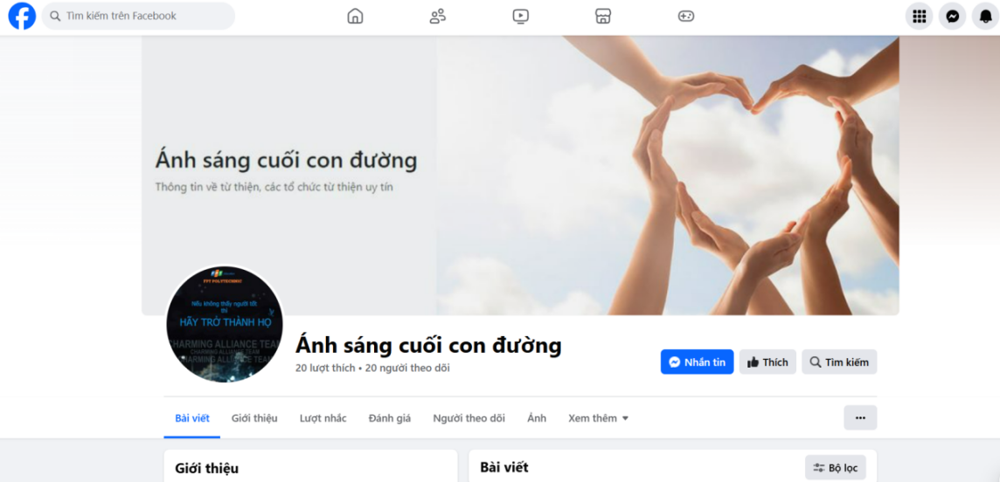 Tìm kiếm trên Facebook
Ánh sáng cuối con đường
Thông tin về từ thiện, các tổ chức từ thiện uy tín
FPT POLYTECHNIC
Nếu không thấy người tốt
thì
HÃY TRỞ THÀNH HỌ
CHARMING ALLIANCE TEAM
CHARMING ALLIANCE TEAM
Ánh sáng cuối con đường
20 lượt thích • 20 người theo dõi
Nhắn tin
Thích
Tìm kiếm
Bài viết
Giới thiệu
Lượt nhắc
Đánh giá
Người theo dõi
Ảnh
Xem thêm
Giới thiệu
Bài viết
Bộ lọc